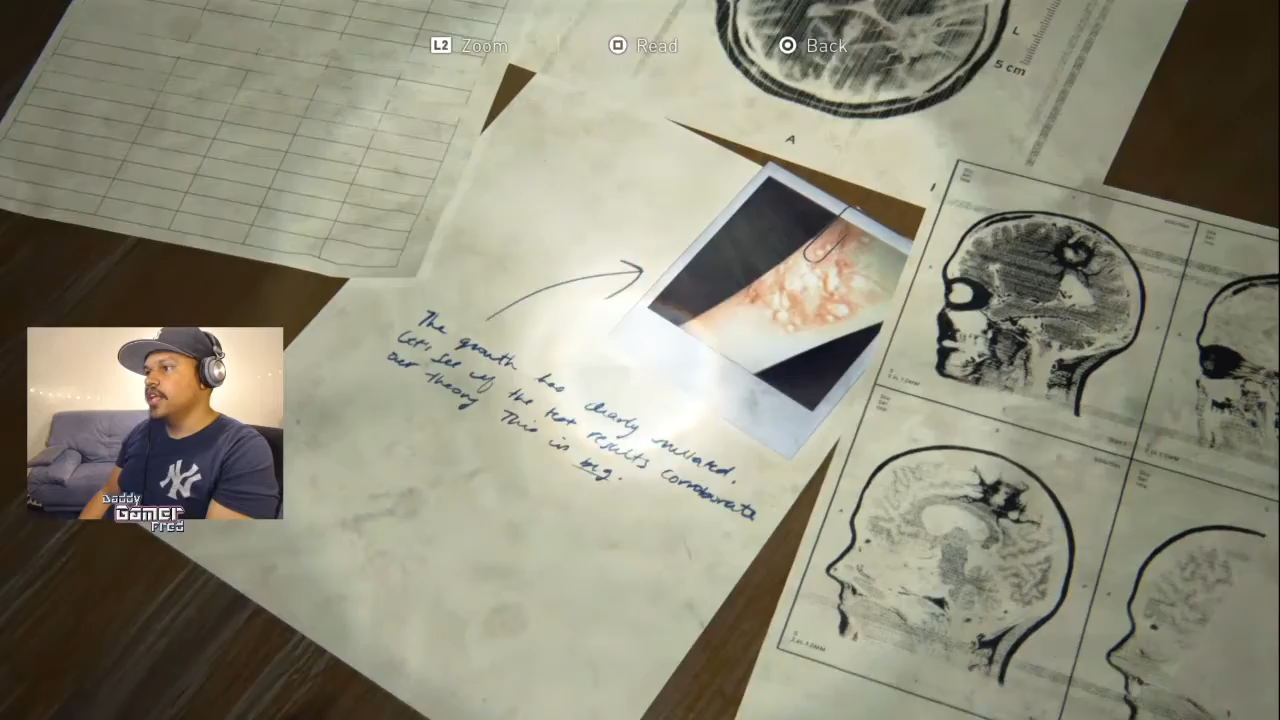 L2 Zoom
Read
Back
L
5 cm
A
The growth has clearly mutated.
Let's see if the test results corroborate
our theory. This is big.
NY
Daddy
Gamer
Fred